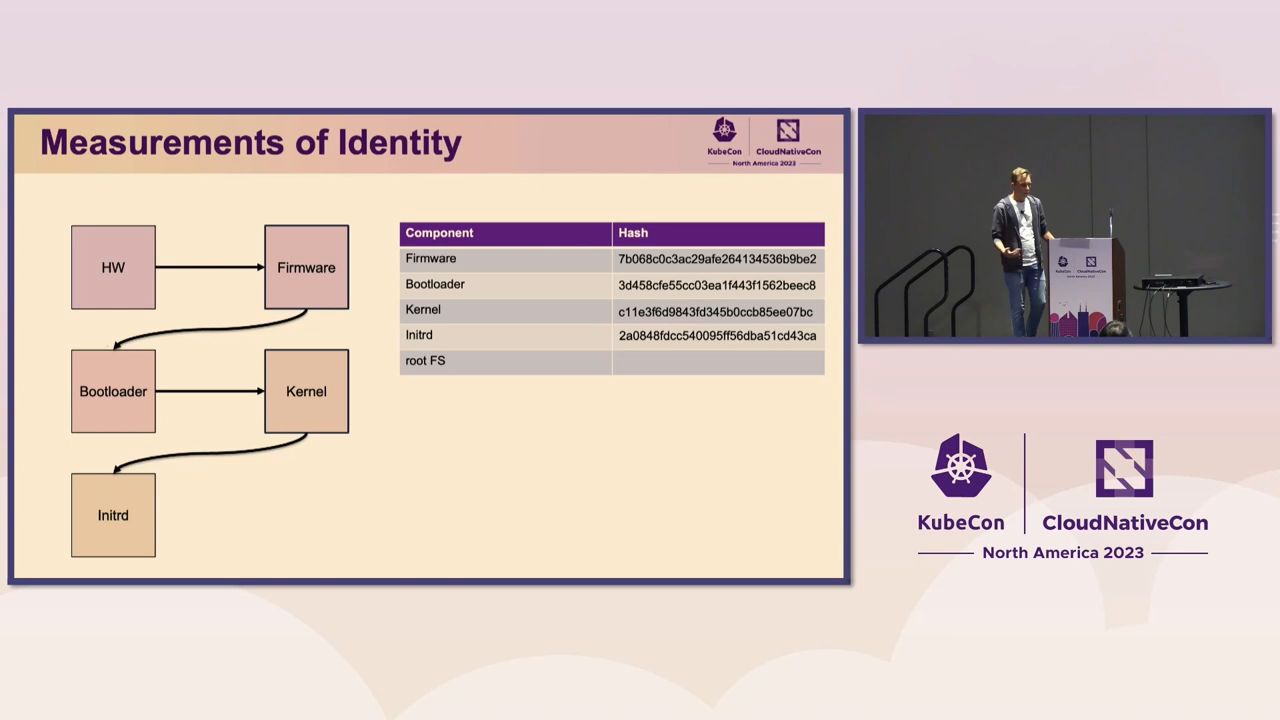 Measurements of Identity
KubeCon
CloudNativeCon
North America 2023
HW
Firmware
Bootloader
Kernel
Initrd
Component Hash
Firmware 7b068c0c3ac29afe264134536b9be2
Bootloader 3d458cfe55cc03ea1f443f1562beec8
Kernel c11e3f6d9843fd345b0ccb85ee07bc
Initrd 2a0848fdcc540095ff56dba51cd43ca
root FS
KubeCon
CloudNativeCon
North America 2023